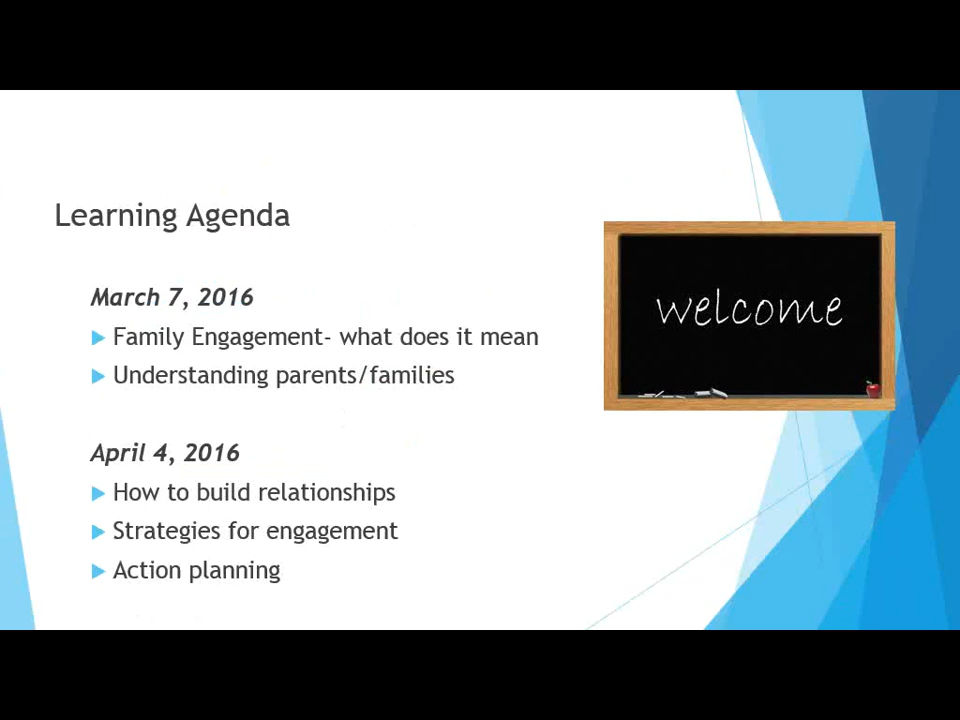 Learning Agenda
March 7, 2016
Family Engagement- what does it mean
Understanding parents/families
April 4, 2016
How to build relationships
Strategies for engagement
Action planning
welcome